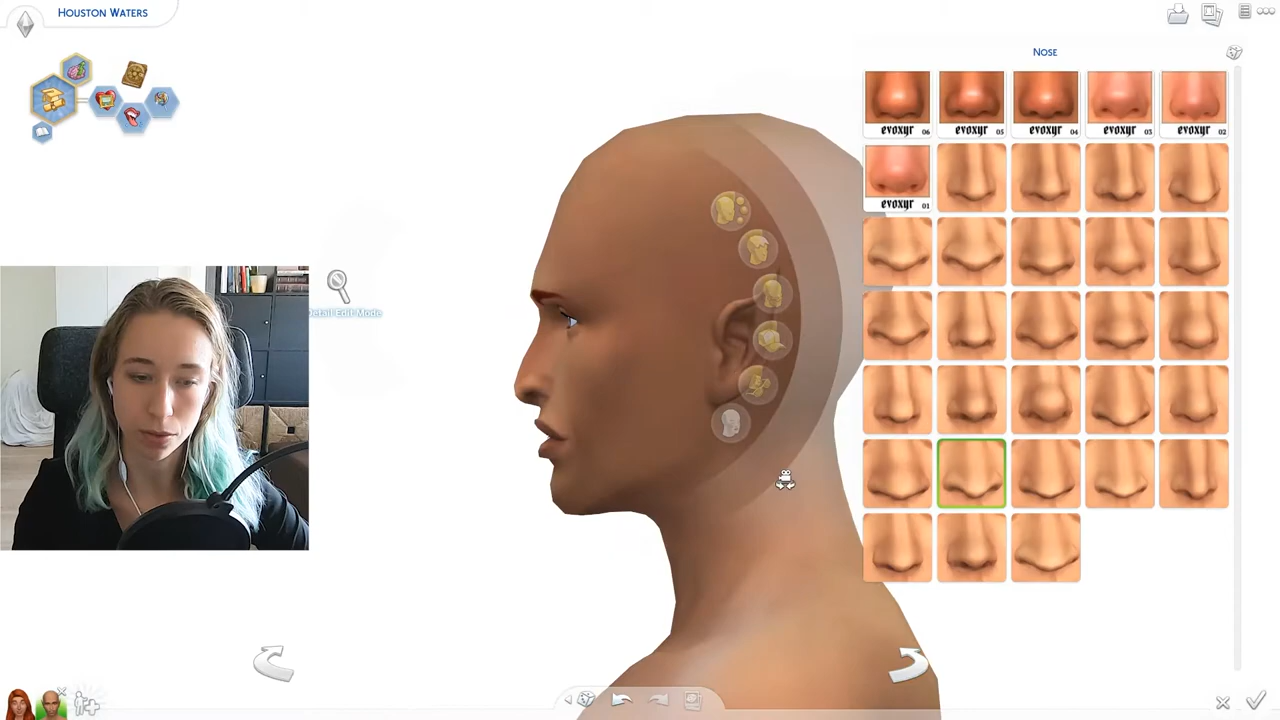 HOUSTON WATERS
NOSE
evoxyr 06
evoxyr 05
evoxyr 04
evoxyr 03
evoxyr 02
evoxyr 01
Detail Edit Mode